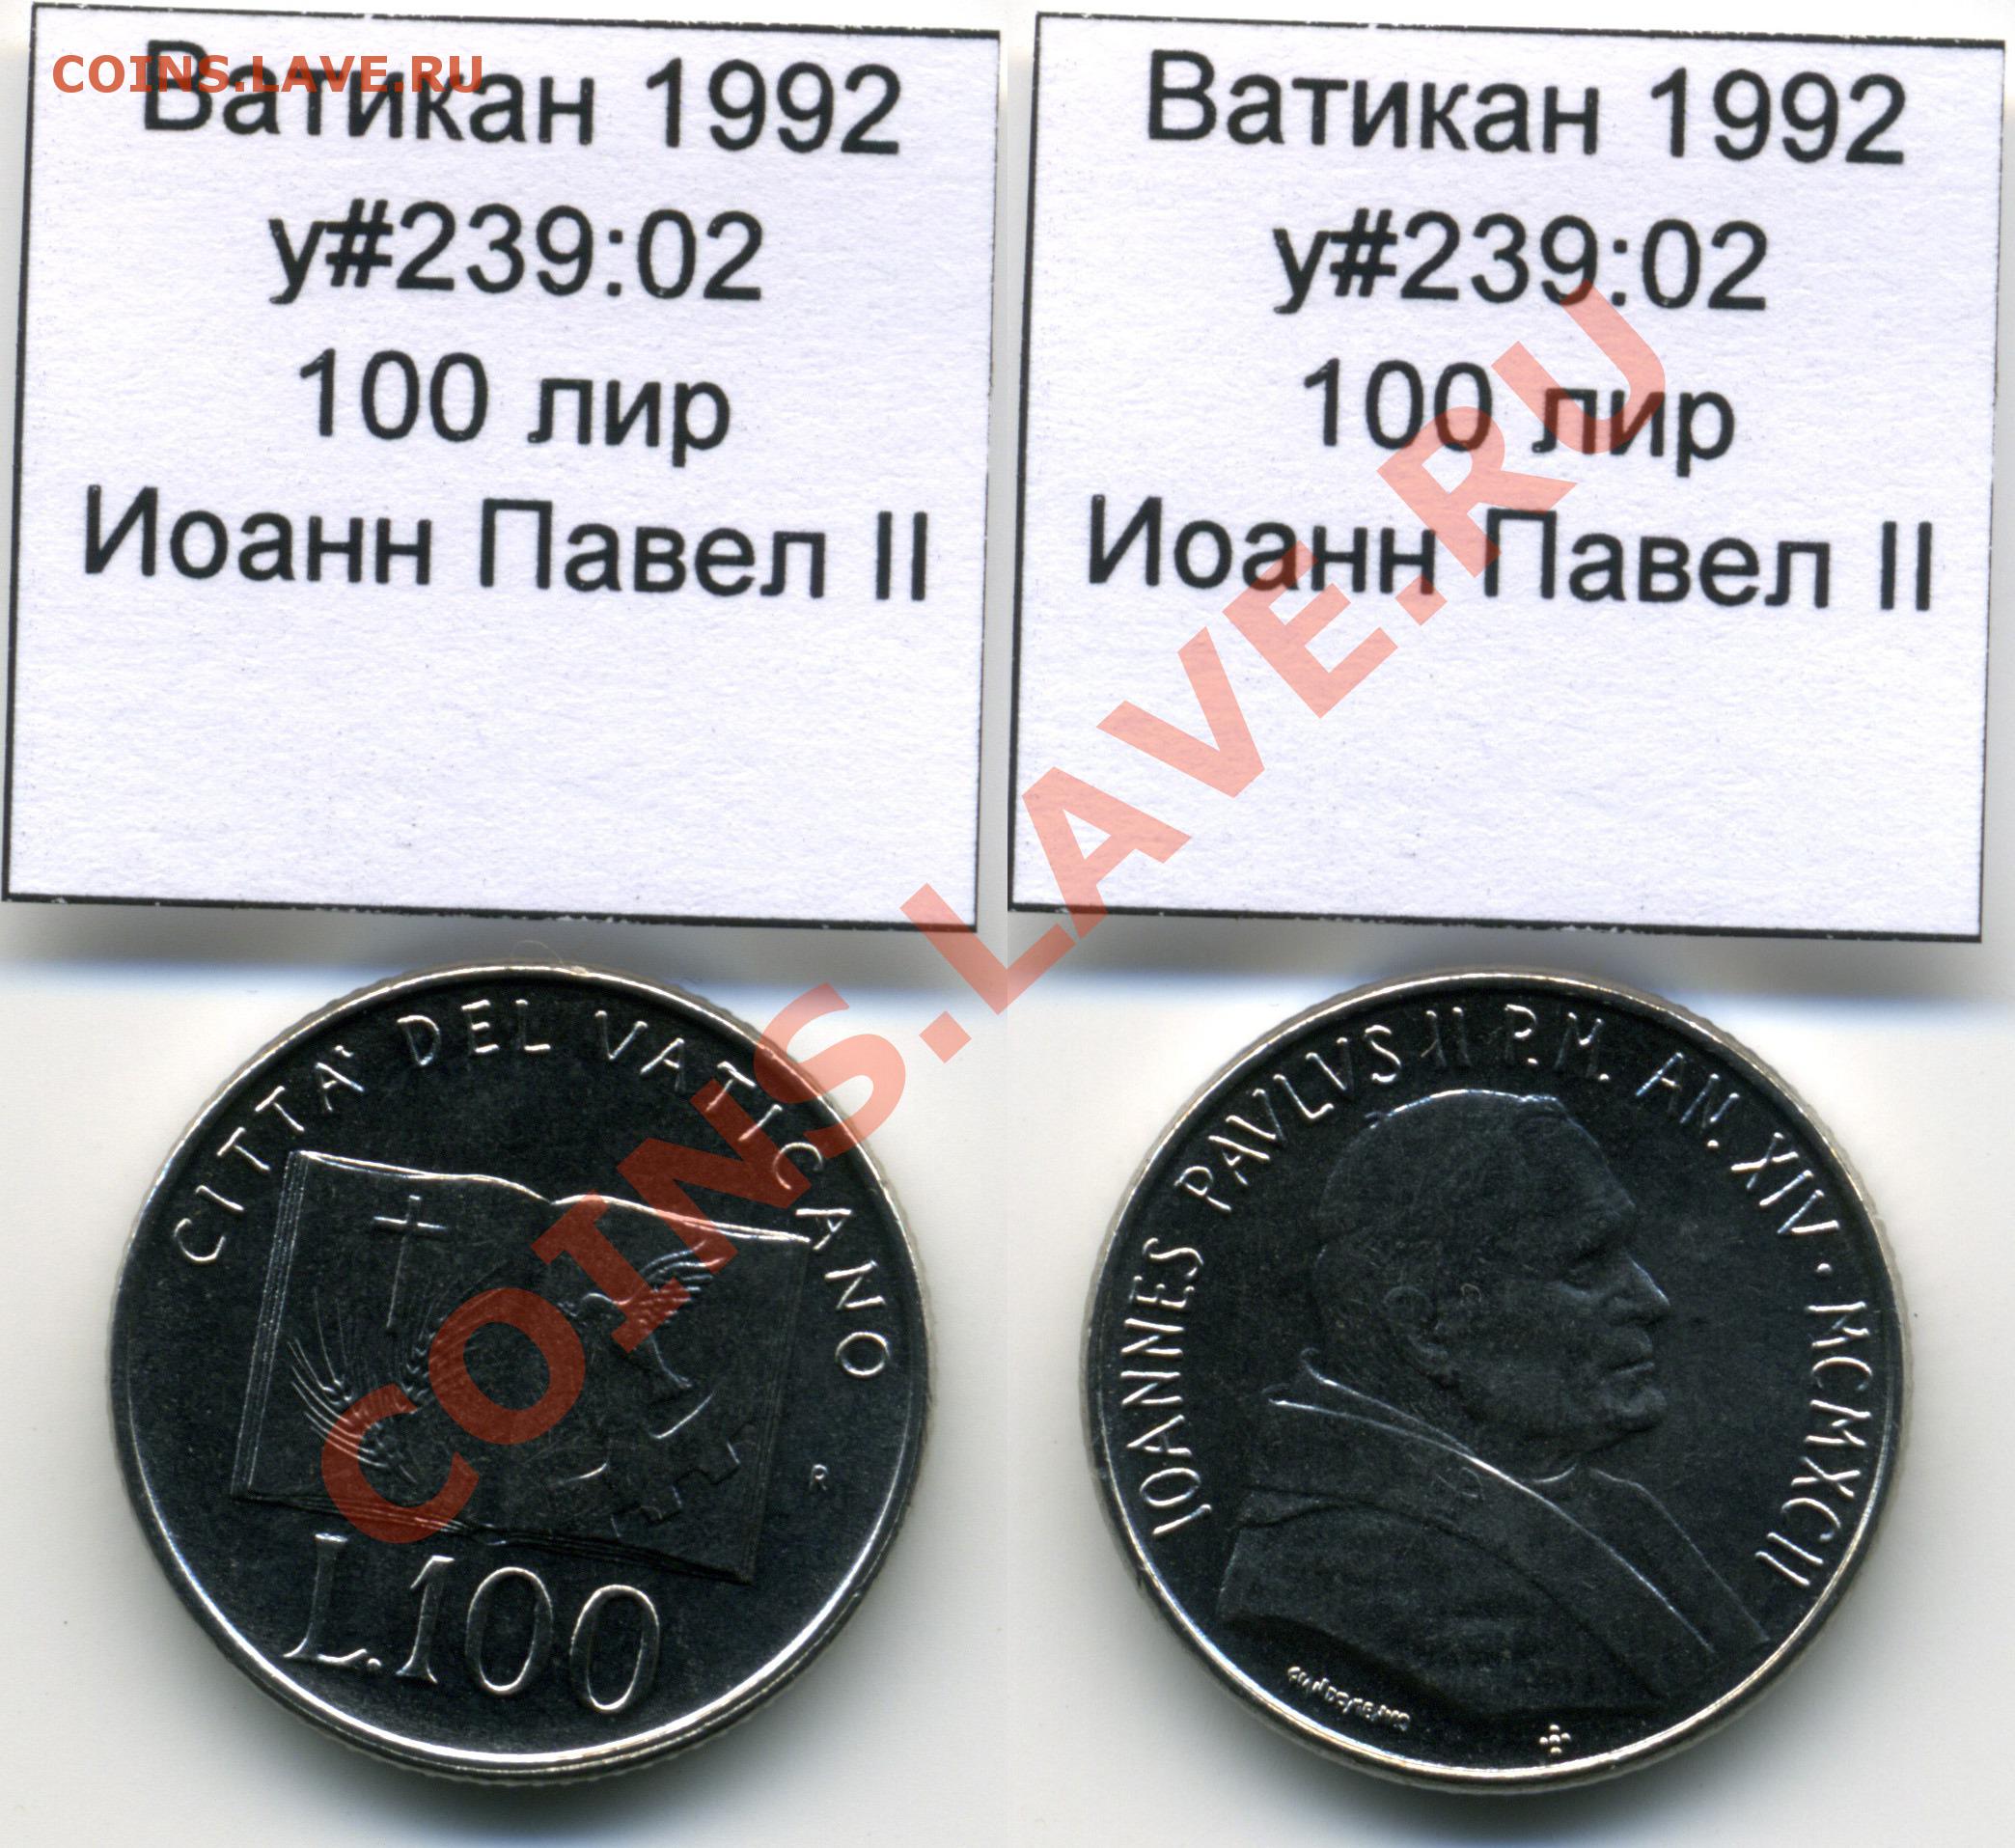 COINS.LAVE.RU
Ватикан 1992
y#239:02
100 лир
Иоанн Павел II
Ватикан 1992
y#239:02
100 лир
Иоанн Павел II
COINS.LAVE.RU
CITTA' DEL VATICANO
R
L.100
IOANNES PAVLVS II P.M. AN. XIV · MCMXCII